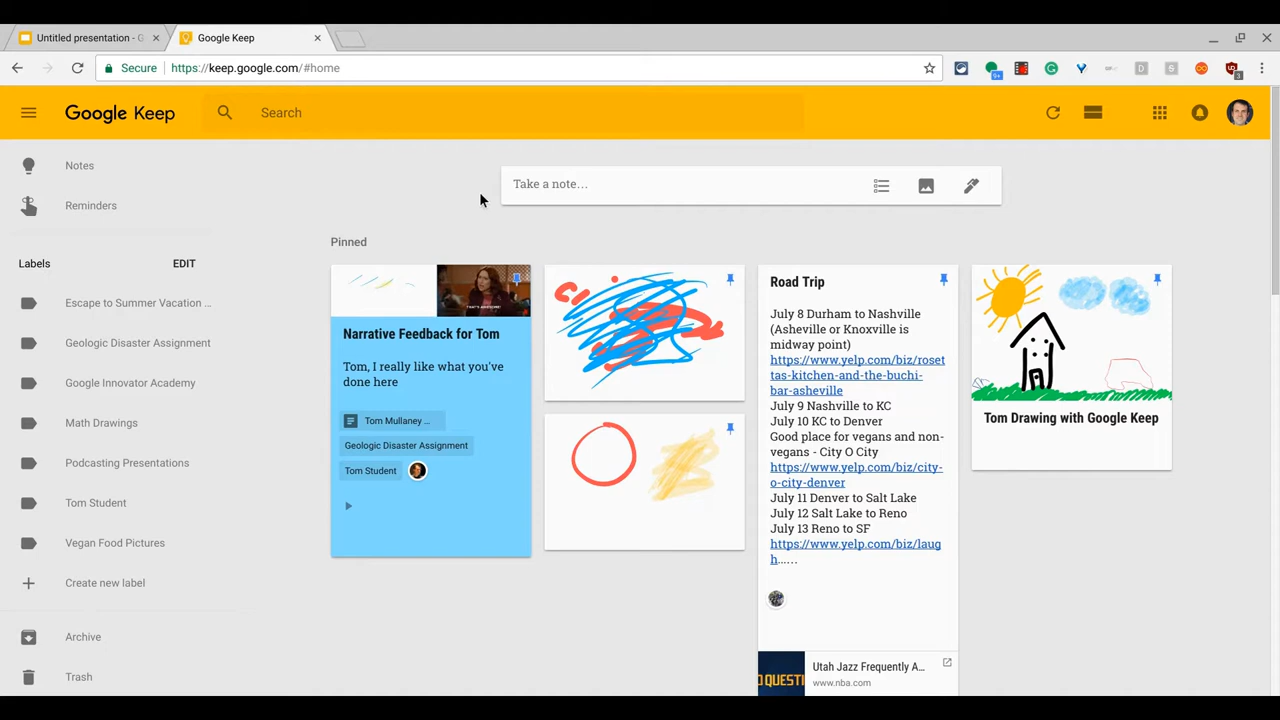 Untitled presentation - G
Google Keep
Secure
https://keep.google.com/#home
5+
3
Google Keep
Search
Notes
Reminders
Labels
EDIT
Escape to Summer Vacation ...
Geologic Disaster Assignment
Google Innovator Academy
Math Drawings
Podcasting Presentations
Tom Student
Vegan Food Pictures
Create new label
Archive
Trash
Take a note...
Pinned
THAT'S AWESOME!
Narrative Feedback for Tom
Tom, I really like what you've
done here
Tom Mullaney ...
Geologic Disaster Assignment
Tom Student
Road Trip
July 8 Durham to Nashville
(Asheville or Knoxville is
midway point)
https://www.yelp.com/biz/roset
tas-kitchen-and-the-buchi-
bar-asheville
July 9 Nashville to KC
July 10 KC to Denver
Good place for vegans and non-
vegans - City O City
https://www.yelp.com/biz/city-
o-city-denver
July 11 Denver to Salt Lake
July 12 Salt Lake to Reno
July 13 Reno to SF
https://www.yelp.com/biz/laug
h......
QUESTI
Utah Jazz Frequently A...
www.nba.com
Tom Drawing with Google Keep